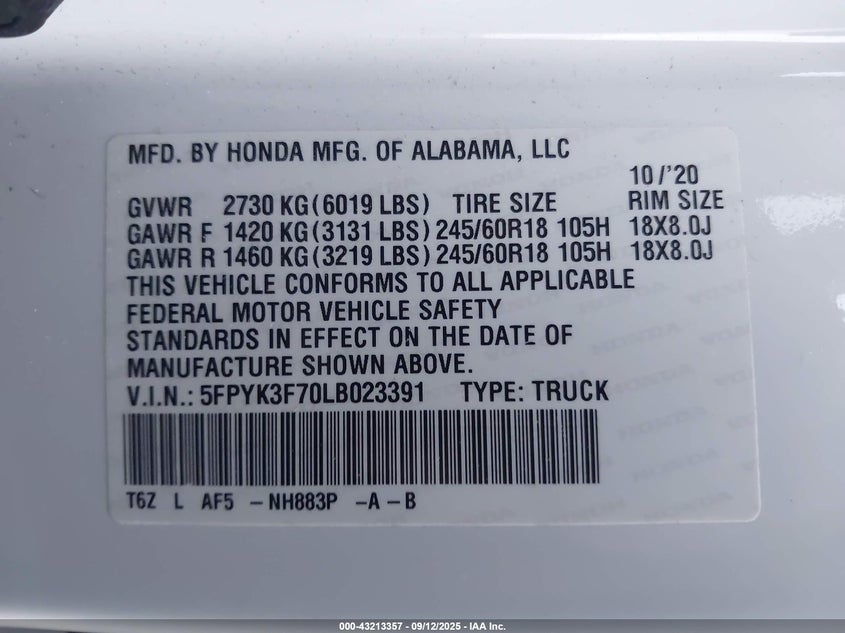 MFD. BY HONDA MFG. OF ALABAMA, LLC
10/'20
GVWR 2730 KG(6019 LBS) TIRE SIZE RIM SIZE
GAWR F 1420 KG(3131 LBS) 245/60R18 105H 18X8.0J
GAWR R 1460 KG(3219 LBS) 245/60R18 105H 18X8.0J
THIS VEHICLE CONFORMS TO ALL APPLICABLE
FEDERAL MOTOR VEHICLE SAFETY
STANDARDS IN EFFECT ON THE DATE OF
MANUFACTURE SHOWN ABOVE.
V.I.N.: 5FPYK3F70LB023391 TYPE: TRUCK
T6Z L AF5 -NH883P -A-B
000-43213357 - 09/12/2025 - IAA Inc.